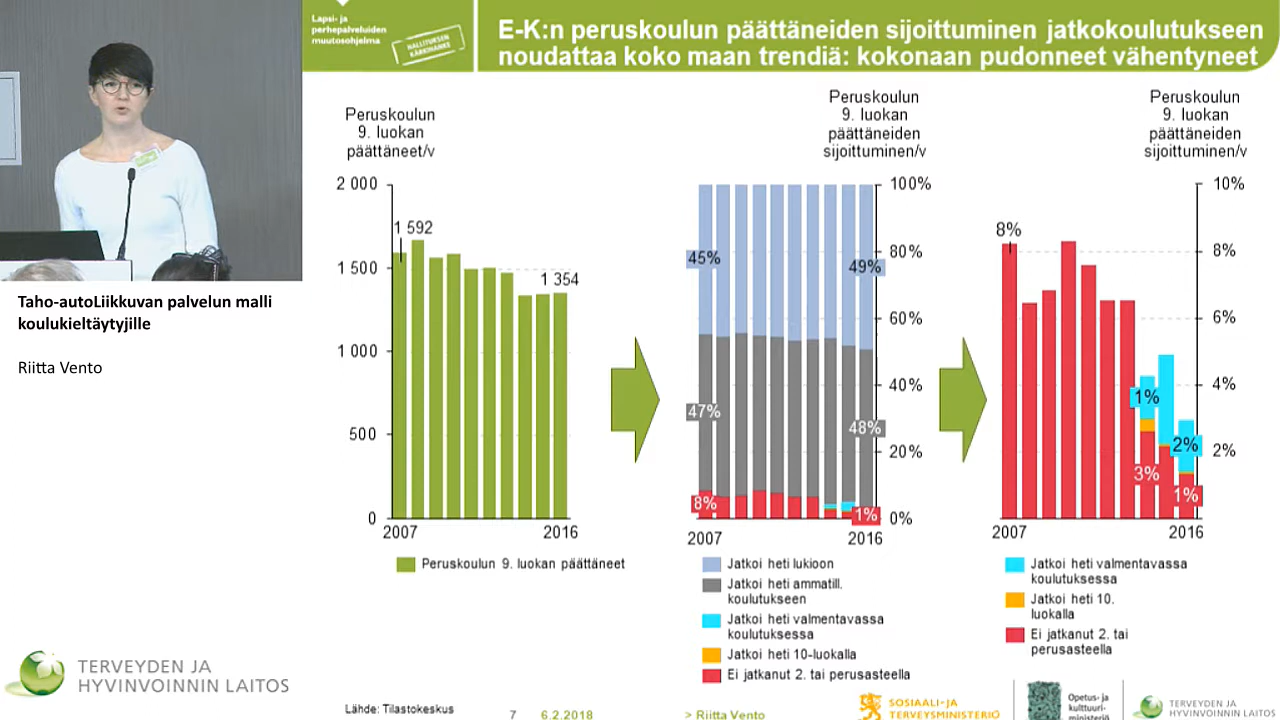 Lapsi- ja
perhepalveluiden
muutosohjelma
HALLITUKSEN
KÄRKIHANKE
E-K:n peruskoulun päättäneiden sijoittuminen jatkokoulutukseen
noudattaa koko maan trendiä: kokonaan pudonneet vähentyneet
Taho-autoLiikkuvan palvelun malli
koulukieltäytyjille
Riitta Vento
Peruskoulun
9. luokan
päättäneet/v
2 000
1 500
1 000
500
0
1 592
1 354
2007
2016
Peruskoulun 9. luokan päättäneet
Peruskoulun
9. luokan
päättäneiden
sijoittuminen/v
100%
80%
60%
40%
20%
0%
45%
49%
47%
48%
8%
1%
2007
2016
Jatkoi heti lukioon
Jatkoi heti ammatill.
koulutukseen
Jatkoi heti valmentavassa
koulutuksessa
Jatkoi heti 10-luokalla
Ei jatkanut 2. tai perusasteella
Peruskoulun
9. luokan
päättäneiden
sijoittuminen/v
10%
8%
6%
4%
2%
8%
1%
2%
3%
1%
2007
2016
Jatkoi heti valmentavassa
koulutuksessa
Jatkoi heti 10.
luokalla
Ei jatkanut 2. tai
perusasteella
TERVEYDEN JA
HYVINVOINNIN LAITOS
Lähde: Tilastokeskus
7
6.2.2018
> Riitta Vento
SOSIAALI- JA
TERVEYSMINISTERIÖ
Opetus- ja
kulttuuri-
ministeriö
TERVEYDEN JA
HYVINVOINNIN LAITOS